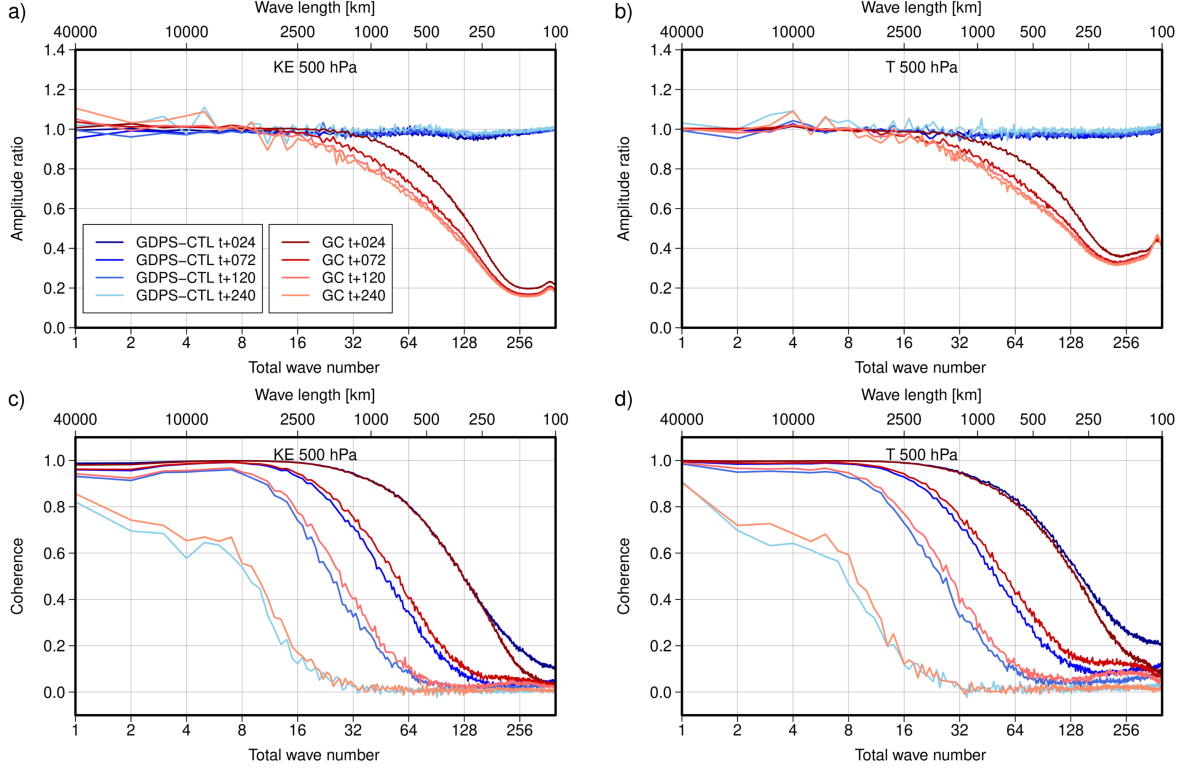 a)
Wave length [km]
40000 10000 2500 1000 500 250 100
KE 500 hPa
1.4
1.2
1.0
0.8
0.6
0.4
0.2
0.0
Amplitude ratio
GDPS−CTL t+024
GDPS−CTL t+072
GDPS−CTL t+120
GDPS−CTL t+240
GC t+024
GC t+072
GC t+120
GC t+240
1 2 4 8 16 32 64 128 256
Total wave number
b)
Wave length [km]
40000 10000 2500 1000 500 250 100
T 500 hPa
1.4
1.2
1.0
0.8
0.6
0.4
0.2
0.0
Amplitude ratio
1 2 4 8 16 32 64 128 256
Total wave number
c)
Wave length [km]
40000 10000 2500 1000 500 250 100
KE 500 hPa
1.0
0.8
0.6
0.4
0.2
0.0
Coherence
1 2 4 8 16 32 64 128 256
Total wave number
d)
Wave length [km]
40000 10000 2500 1000 500 250 100
T 500 hPa
1.0
0.8
0.6
0.4
0.2
0.0
Coherence
1 2 4 8 16 32 64 128 256
Total wave number